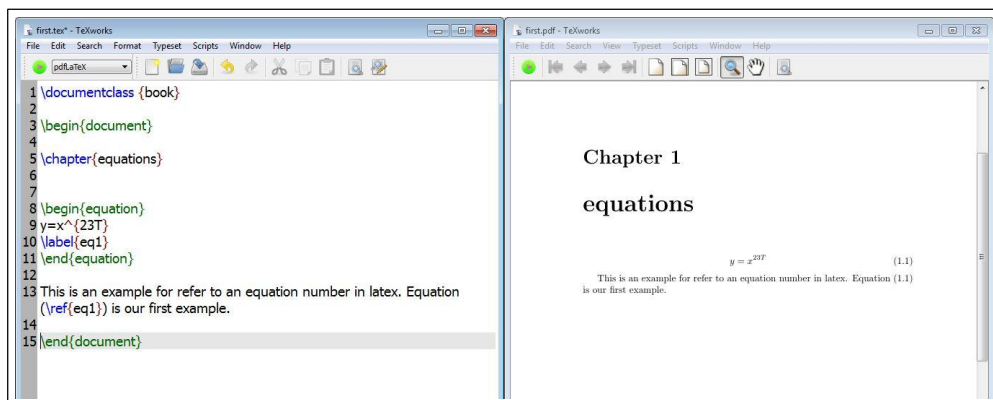 first.tex* - TeXworks
File Edit Search Format Typeset Scripts Window Help
pdfLaTeX
1 \documentclass {book}
2
3 \begin{document}
4
5 \chapter{equations}
6
7
8 \begin{equation}
9 y=x^{23T}
10 \label{eq1}
11 \end{equation}
12
13 This is an example for refer to an equation number in latex. Equation
(\ref{eq1}) is our first example.
14
15 \end{document}
first.pdf - TeXworks
File Edit Search View Typeset Scripts Window Help
Chapter 1
equations
y = x^{23T} (1.1)
This is an example for refer to an equation number in latex. Equation (1.1)
is our first example.